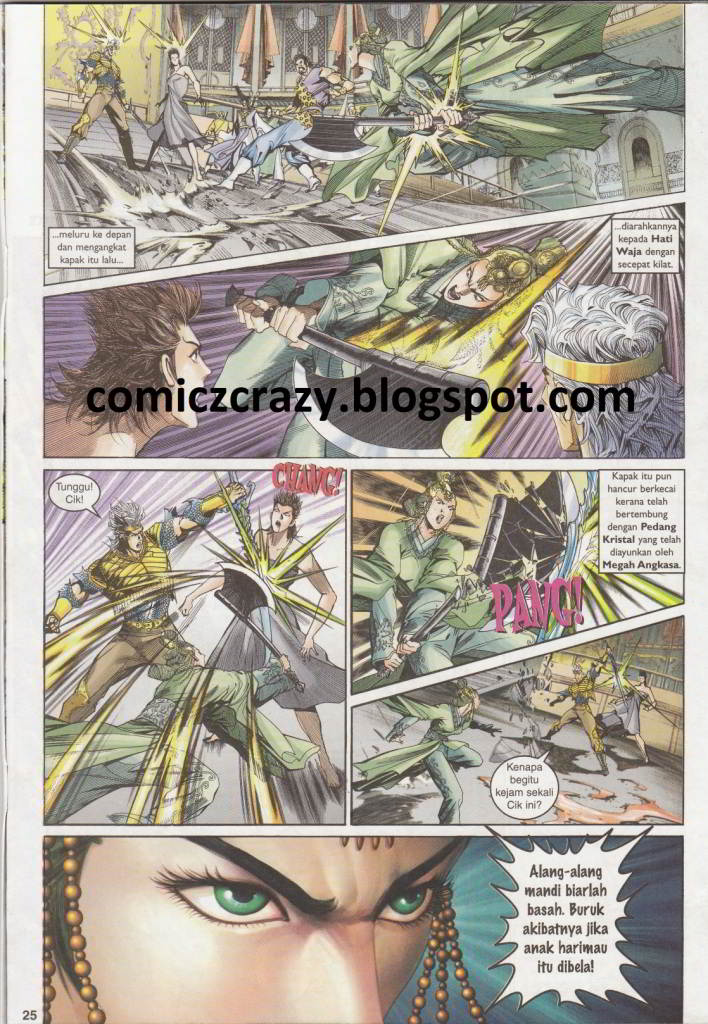 ...meluru ke depan
dan mengangkat
kapak itu lalu...
...diarahkannya
kepada Hati
Waja dengan
secepat kilat.
comiczcrazy.blogspot.com
Tunggu!
Cik!
CHANG!
Kapak itu pun
hancur berkecai
kerana telah
bertembung
dengan Pedang
Kristal yang telah
diayunkan oleh
Megah Angkasa.
PANG!
Kenapa
begitu
kejam sekali
Cik ini?
Alang-alang
mandi biarlah
basah. Buruk
akibatnya jika
anak harimau
itu dibela!
25